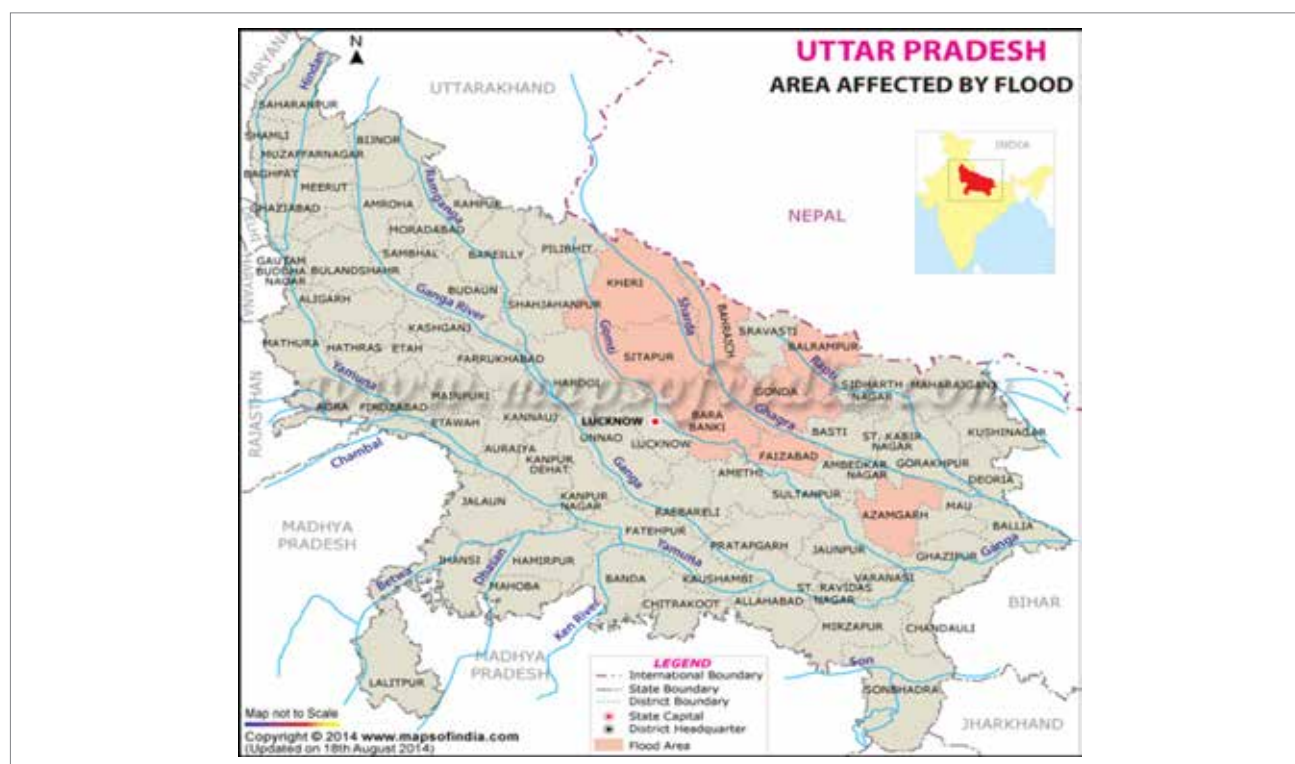 UTTAR PRADESH
AREA AFFECTED BY FLOOD
N
HARYANA
Hindan
UTTARAKHAND
SAHARANPUR
INDIA
SHAMLI
BIJNOR
MUZAFFARNAGAR
BAGHPAT
MEERUT
Ramganga
GHAZIABAD
AMROHA
RAMPUR
NEPAL
MORADABAD
PILIBHIT
SAMBHAL
BAREILLY
GAUTAM
BUDDHA
NAGAR
BULANDSHAHR
KHERI
BUDAUN
ALIGARH
Ganga River
SHAHJAHANPUR
Sharda
BAHRAICH
SRAVASTI
KASHGANJ
Gomti
BALRAMPUR
MATHURA
HATHRAS
ETAH
FARRUKHABAD
SITAPUR
Rapti
Yamuna
HARDOI
GONDA
SIDHARTH
NAGAR
MAHARAJGANJ
www.mapsofindia.com
MAINPURI
RAJASTHAN
AGRA
FIROZABAD
ETAWAH
KANNAUJ
LUCKNOW
BARA
BANKI
Ghagra
BASTI
ST. KABIR
NAGAR
KUSHINAGAR
UNNAO
LUCKNOW
Chambal
AURAIYA
KANPUR
DEHAT
Ganga
FAIZABAD
AMETHI
AMBEDKAR
NAGAR
GORAKHPUR
DEORIA
JALAUN
KANPUR
NAGAR
SULTANPUR
RAEBARELI
AZAMGARH
MAU
MADHYA
PRADESH
FATEHPUR
BALLIA
Yamuna
PRATAPGARH
JAUNPUR
GHAZIPUR
Ganga
JHANSI
HAMIRPUR
Betwa
Dhasan
MAHOBA
BANDA
KAUSHAMBI
VARANASI
ST. RAVIDAS
NAGAR
CHITRAKOOT
ALLAHABAD
BIHAR
Ken River
MIRZAPUR
CHANDAULI
MADHYA
PRADESH
LALITPUR
Son
SONBHADRA
JHARKHAND
LEGEND
International Boundary
State Boundary
District Boundary
State Capital
District Headquarter
Flood Area
Map not to Scale
Copyright © 2014 www.mapsofindia.com
(Updated on 18th August 2014)